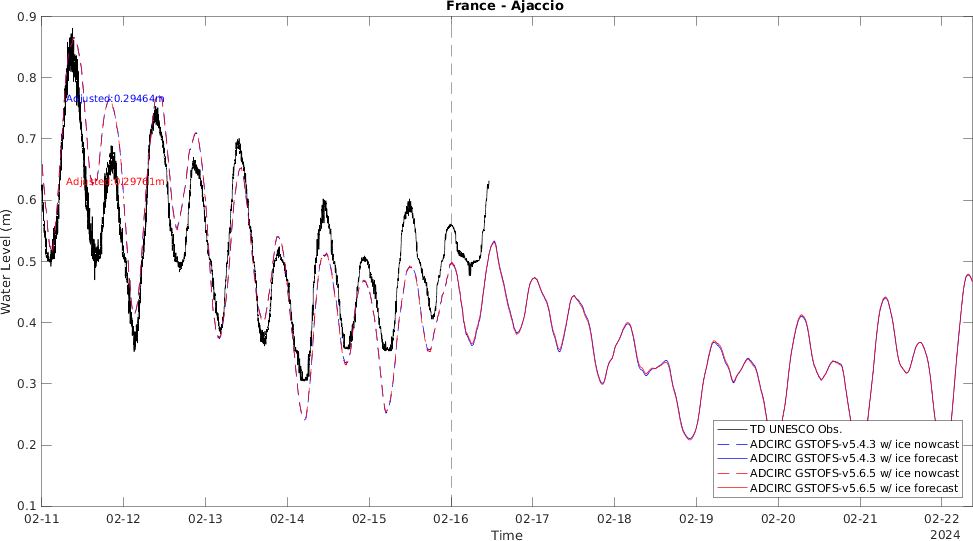 France - Ajaccio
0.9
0.8
0.7
0.6
0.5
0.4
0.3
0.2
0.1
Water Level (m)
Adjusted:0.29464m
Adjusted:0.29761m
TD UNESCO Obs.
ADCIRC GSTOFS-v5.4.3 w/ ice nowcast
ADCIRC GSTOFS-v5.4.3 w/ ice forecast
ADCIRC GSTOFS-v5.6.5 w/ ice nowcast
ADCIRC GSTOFS-v5.6.5 w/ ice forecast
02-11 02-12 02-13 02-14 02-15 02-16 02-17 02-18 02-19 02-20 02-21 02-22
2024
Time